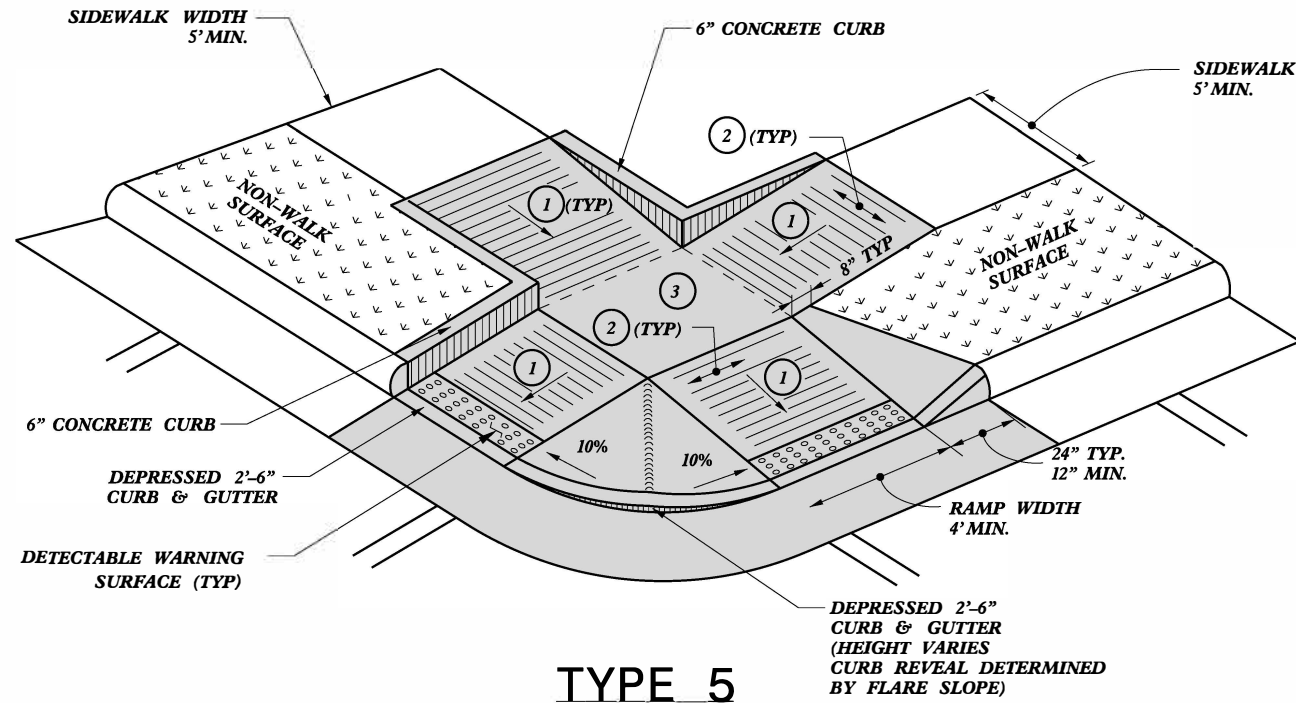 SIDEWALK WIDTH
5' MIN.
6" CONCRETE CURB
SIDEWALK
5' MIN.
2 (TYP)
NON-WALK
SURFACE
1 (TYP)
1
8" TYP
NON-WALK
SURFACE
3
2 (TYP)
1
1
6" CONCRETE CURB
10%
10%
24" TYP.
12" MIN.
DEPRESSED 2'-6"
CURB & GUTTER
RAMP WIDTH
4' MIN.
DETECTABLE WARNING
SURFACE (TYP)
DEPRESSED 2'-6"
CURB & GUTTER
(HEIGHT VARIES
CURB REVEAL DETERMINED
BY FLARE SLOPE)
TYPE 5